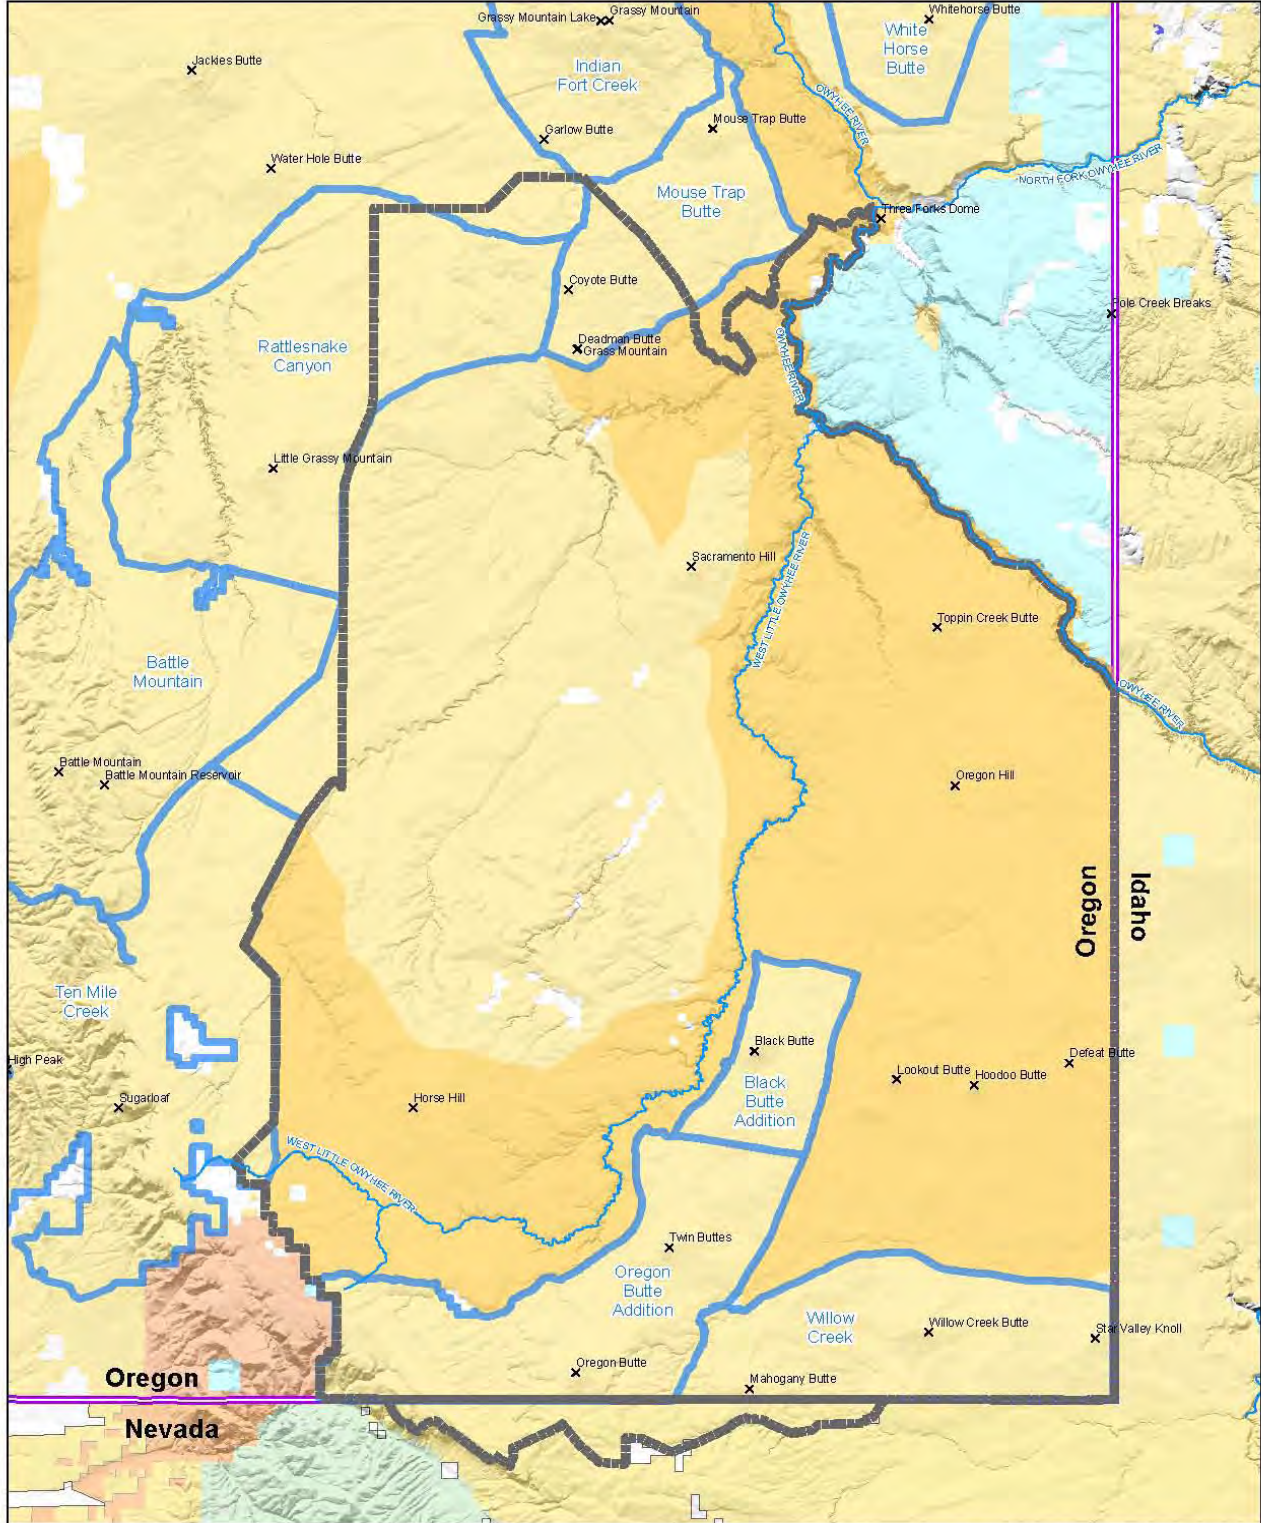 Grassy Mountain Lake
Grassy Mountain
Whitehorse Butte
White
Horse
Butte
Jackies Butte
Indian
Fort Creek
OWYHEE RIVER
Garlow Butte
Mouse Trap Butte
Water Hole Butte
NORTH FORK OWYHEE RIVER
Mouse Trap
Butte
Three Forks Dome
Coyote Butte
Pole Creek Breaks
Rattlesnake
Canyon
Deadman Butte
Grass Mountain
OWYHEE RIVER
Little Grassy Mountain
Sacramento Hill
WEST LITTLE OWYHEE RIVER
Toppin Creek Butte
Battle
Mountain
OWYHEE RIVER
Battle Mountain
Battle Mountain Reservoir
Oregon Hill
Oregon
Idaho
Ten Mile
Creek
Black Butte
High Peak
Defeat Butte
Lookout Butte
Hoodoo Butte
Black
Butte
Addition
Sugarloaf
Horse Hill
WEST LITTLE OWYHEE RIVER
Twin Buttes
Oregon
Butte
Addition
Willow
Creek
Willow Creek Butte
Star Valley Knoll
Oregon Butte
Mahogany Butte
Oregon
Nevada